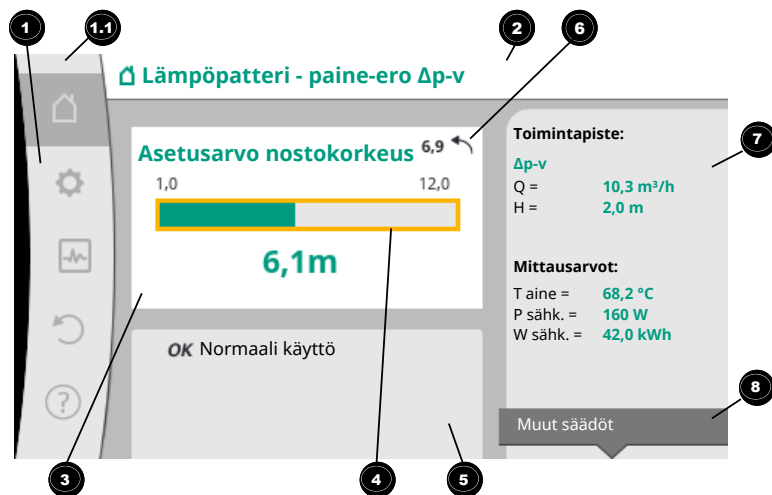 1
1.1
2
6
Lämpöpatteri - paine-ero Δp-v
Asetusarvo nostokorkeus 6,9
1,0 12,0
6,1m
OK Normaali käyttö
Toimintapiste:
7
Δp-v
Q = 10,3 m³/h
H = 2,0 m
Mittausarvot:
T aine = 68,2 °C
P sähk. = 160 W
W sähk. = 42,0 kWh
8
Muut säädöt
?
3
4
5